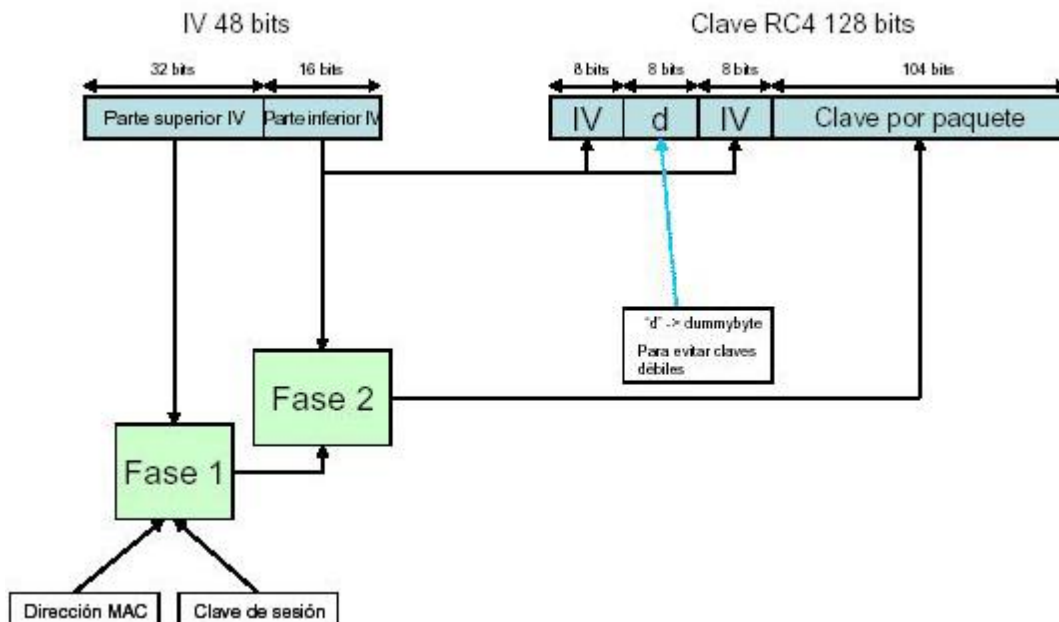 IV 48 bits
Clave RC4 128 bits
32 bits
16 bits
8 bits
8 bits
8 bits
104 bits
Parte superior IV
Parte inferior IV
IV
d
IV
Clave por paquete
"d" -> dummybyte
Para evitar claves
débiles
Fase 2
Fase 1
Dirección MAC
Clave de sesión